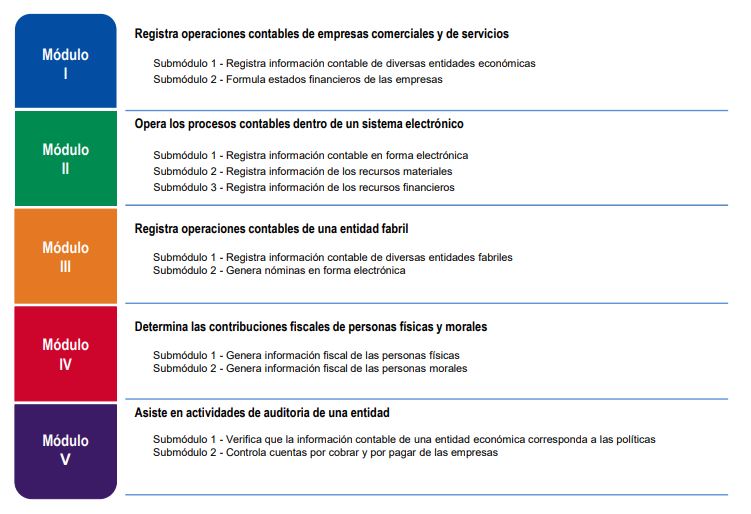 Módulo
I
Registra operaciones contables de empresas comerciales y de servicios
Submódulo 1 - Registra información contable de diversas entidades económicas
Submódulo 2 - Formula estados financieros de las empresas
Módulo
II
Opera los procesos contables dentro de un sistema electrónico
Submódulo 1 - Registra información contable en forma electrónica
Submódulo 2 - Registra información de los recursos materiales
Submódulo 3 - Registra información de los recursos financieros
Módulo
III
Registra operaciones contables de una entidad fabril
Submódulo 1 - Registra información contable de diversas entidades fabriles
Submódulo 2 - Genera nóminas en forma electrónica
Módulo
IV
Determina las contribuciones fiscales de personas físicas y morales
Submódulo 1 - Genera información fiscal de las personas físicas
Submódulo 2 - Genera información fiscal de las personas morales
Módulo
V
Asiste en actividades de auditoria de una entidad
Submódulo 1 - Verifica que la información contable de una entidad económica corresponda a las políticas
Submódulo 2 - Controla cuentas por cobrar y por pagar de las empresas